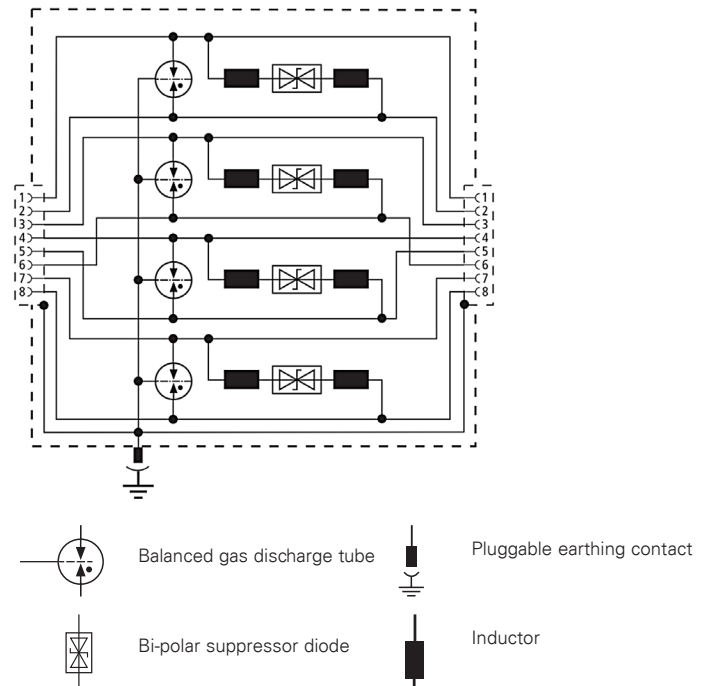 1 1
2 2
3 3
4 4
5 5
6 6
7 7
8 8
Balanced gas discharge tube
Pluggable earthing contact
Bi-polar suppressor diode
Inductor